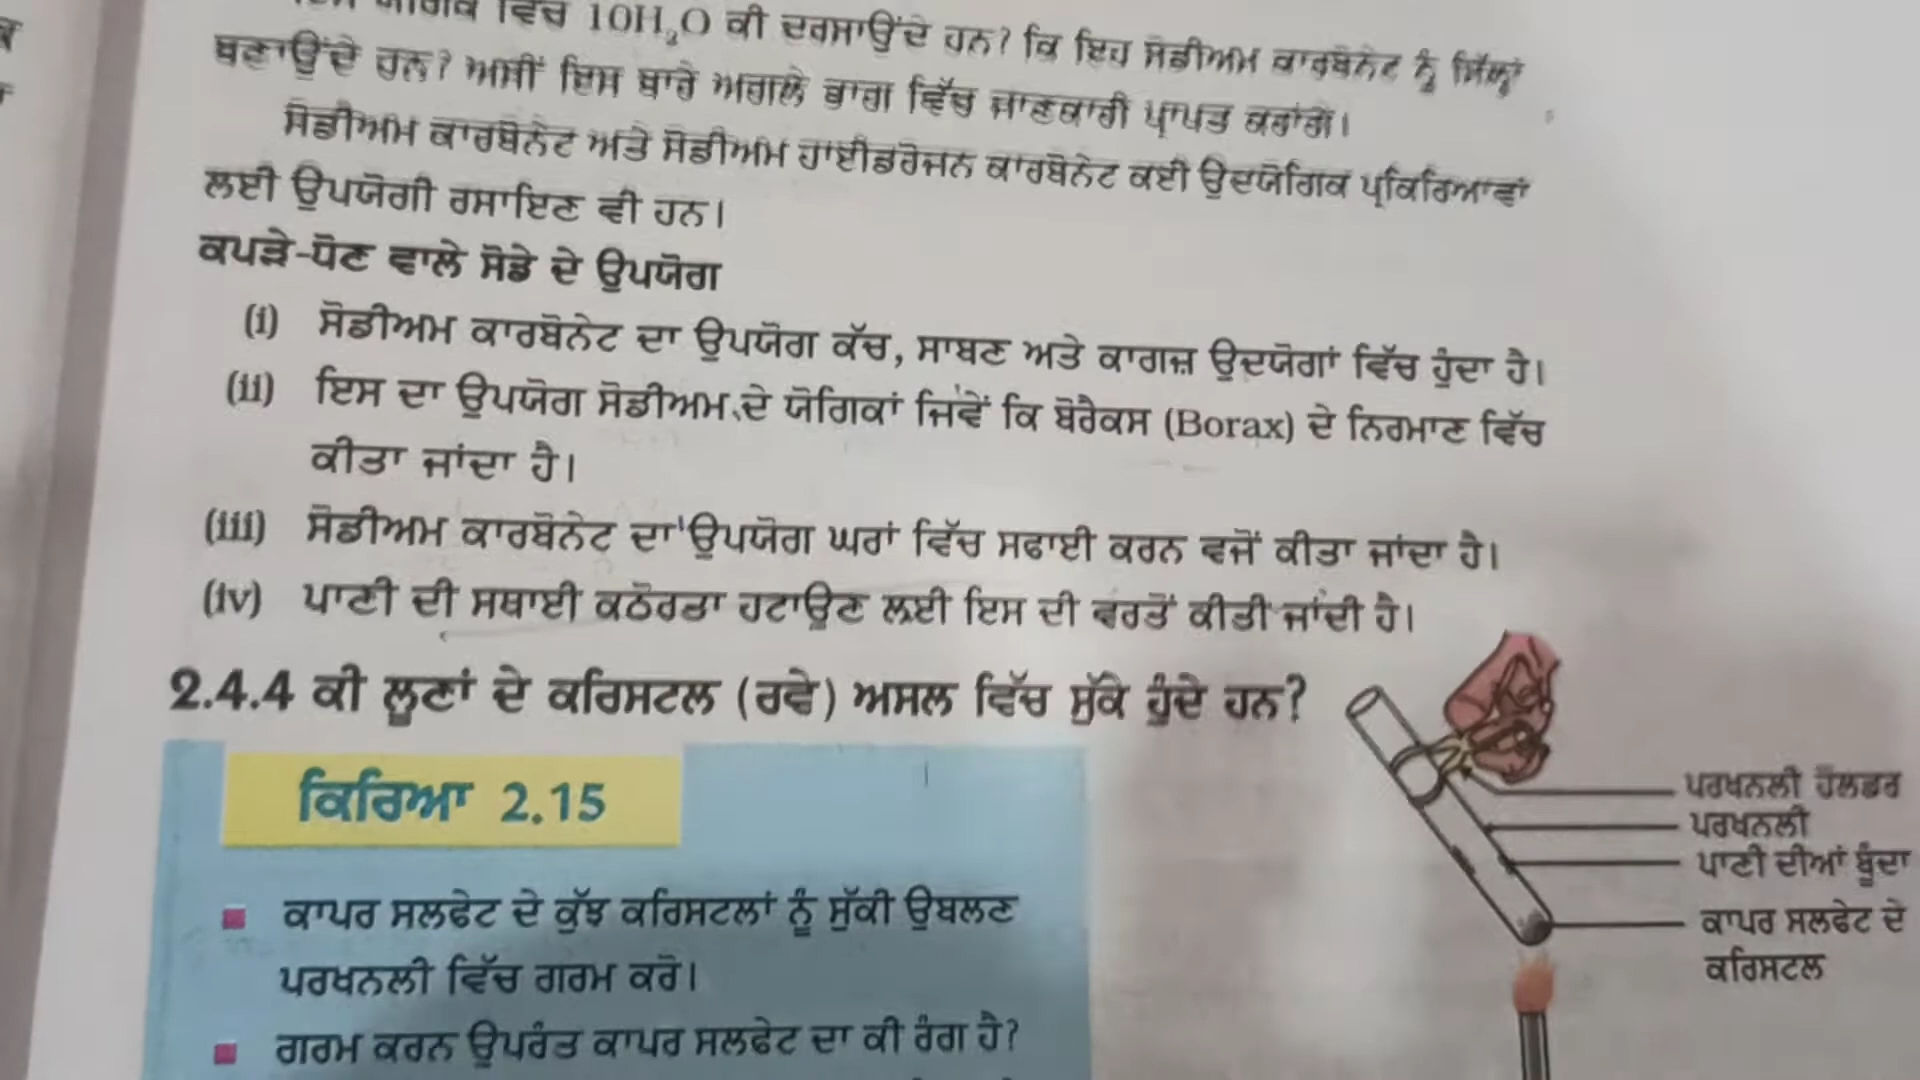 ਵਿੱਚ 10H₂O ਕੀ ਦਰਸਾਉਂਦੇ ਹਨ? ਕਿ ਇਹ ਸੋਡੀਅਮ ਕਾਰਬੋਨੇਟ ਨੂੰ ਸਿੱਲ੍ਹਾ
ਬਣਾਉਂਦੇ ਹਨ? ਅਸੀਂ ਇਸ ਬਾਰੇ ਅਗਲੇ ਭਾਗ ਵਿੱਚ ਜਾਣਕਾਰੀ ਪ੍ਰਾਪਤ ਕਰਾਂਗੇ।
ਸੋਡੀਅਮ ਕਾਰਬੋਨੇਟ ਅਤੇ ਸੋਡੀਅਮ ਹਾਈਡਰੋਜਨ ਕਾਰਬੋਨੇਟ ਕਈ ਉਦਯੋਗਿਕ ਪ੍ਰਕਿਰਿਆਵਾਂ
ਲਈ ਉਪਯੋਗੀ ਰਸਾਇਣ ਵੀ ਹਨ।
ਕਪੜੇ-ਧੋਣ ਵਾਲੇ ਸੋਡੇ ਦੇ ਉਪਯੋਗ
(i) ਸੋਡੀਅਮ ਕਾਰਬੋਨੇਟ ਦਾ ਉਪਯੋਗ ਕੱਚ, ਸਾਬਣ ਅਤੇ ਕਾਗਜ਼ ਉਦਯੋਗਾਂ ਵਿੱਚ ਹੁੰਦਾ ਹੈ।
(ii) ਇਸ ਦਾ ਉਪਯੋਗ ਸੋਡੀਅਮ ਦੇ ਯੋਗਿਕਾਂ ਜਿਵੇਂ ਕਿ ਬੋਰੈਕਸ (Borax) ਦੇ ਨਿਰਮਾਣ ਵਿੱਚ
ਕੀਤਾ ਜਾਂਦਾ ਹੈ।
(iii) ਸੋਡੀਅਮ ਕਾਰਬੋਨੇਟ ਦਾ ਉਪਯੋਗ ਘਰਾਂ ਵਿੱਚ ਸਫਾਈ ਕਰਨ ਵਜੋਂ ਕੀਤਾ ਜਾਂਦਾ ਹੈ।
(iv) ਪਾਣੀ ਦੀ ਸਥਾਈ ਕਠੋਰਤਾ ਹਟਾਉਣ ਲਈ ਇਸ ਦੀ ਵਰਤੋਂ ਕੀਤੀ ਜਾਂਦੀ ਹੈ।
2.4.4 ਕੀ ਲੂਣਾਂ ਦੇ ਕਰਿਸਟਲ (ਰਵੇ) ਅਸਲ ਵਿੱਚ ਸੁੱਕੇ ਹੁੰਦੇ ਹਨ?
ਕਿਰਿਆ 2.15
ਕਾਪਰ ਸਲਫੇਟ ਦੇ ਕੁੱਝ ਕਰਿਸਟਲਾਂ ਨੂੰ ਸੁੱਕੀ ਉਬਲਣ
ਪਰਖਨਲੀ ਵਿੱਚ ਗਰਮ ਕਰੋ।
ਗਰਮ ਕਰਨ ਉਪਰੰਤ ਕਾਪਰ ਸਲਫੇਟ ਦਾ ਕੀ ਰੰਗ ਹੈ?
ਪਰਖਨਲੀ ਹੋਲਡਰ
ਪਰਖਨਲੀ
ਪਾਣੀ ਦੀਆਂ ਬੂੰਦਾ
ਕਾਪਰ ਸਲਫੇਟ ਦੇ
ਕਰਿਸਟਲ